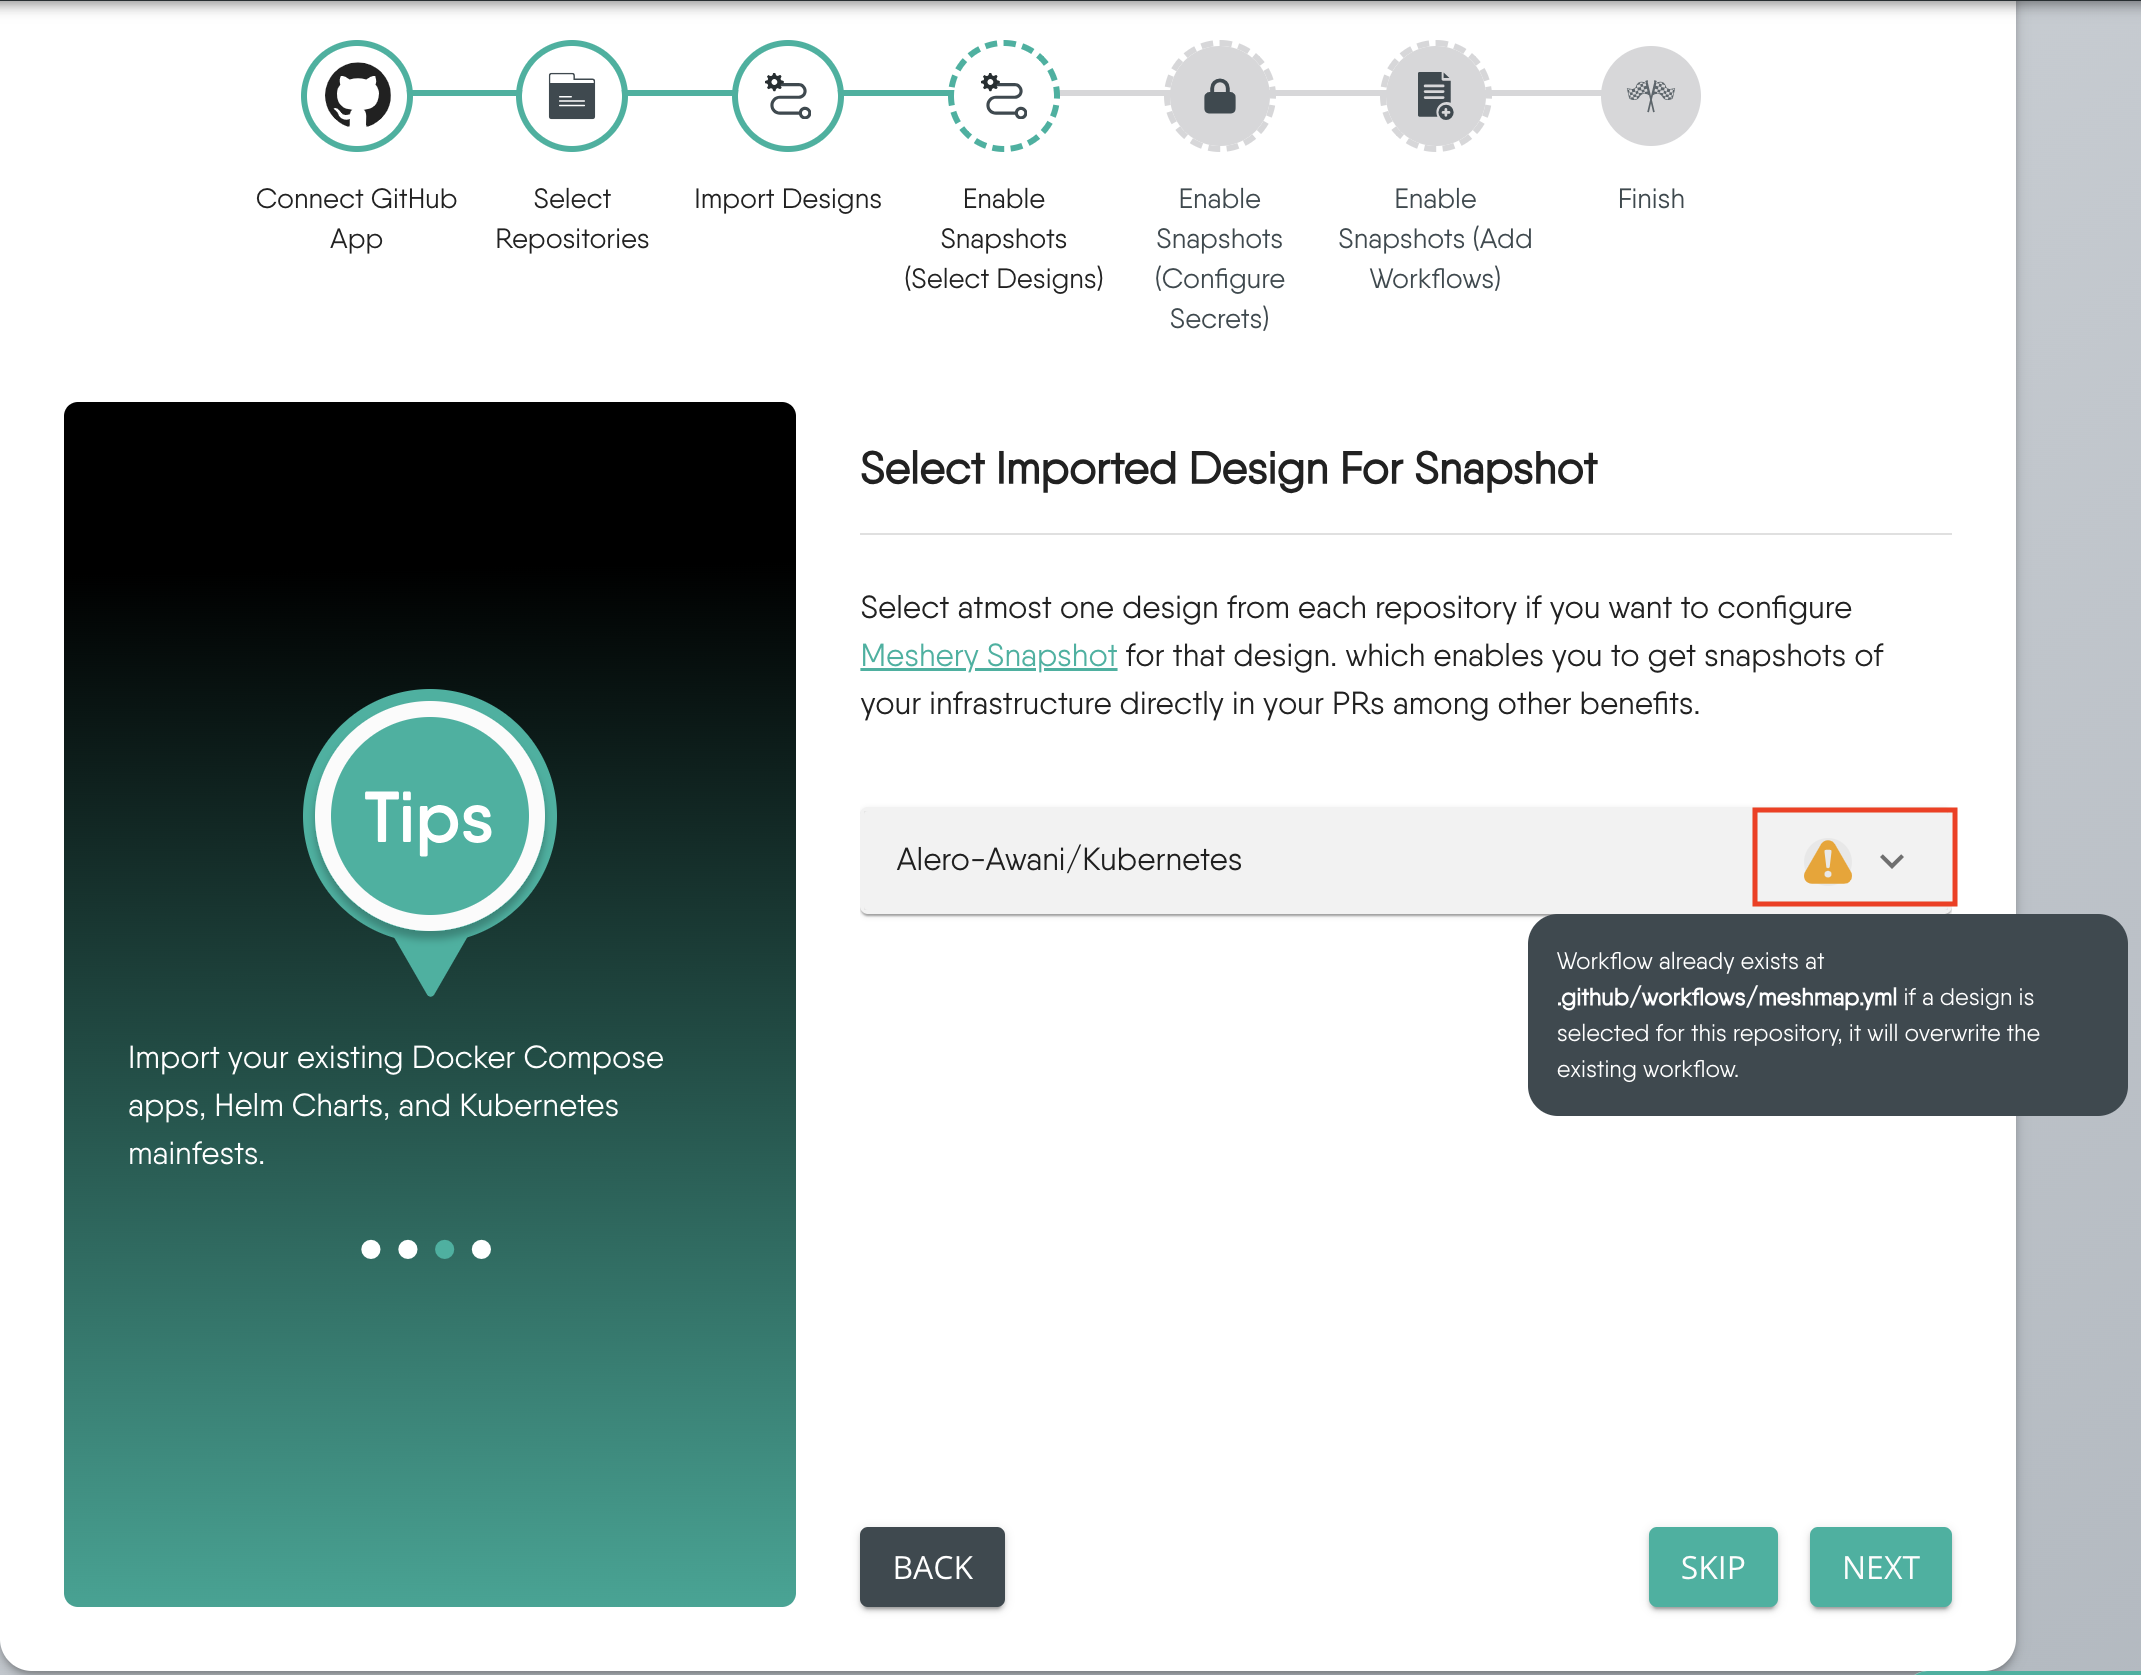 Connect GitHub
App
Select
Repositories
Import Designs
Enable
Snapshots
(Select Designs)
Enable
Snapshots
(Configure
Secrets)
Enable
Snapshots (Add
Workflows)
Finish
Tips
Import your existing Docker Compose
apps, Helm Charts, and Kubernetes
mainfests.
Select Imported Design For Snapshot
Select atmost one design from each repository if you want to configure
Meshery Snapshot for that design. which enables you to get snapshots of
your infrastructure directly in your PRs among other benefits.
Alero-Awani/Kubernetes
Workflow already exists at
.github/workflows/meshmap.yml if a design is
selected for this repository, it will overwrite the
existing workflow.
BACK
SKIP
NEXT